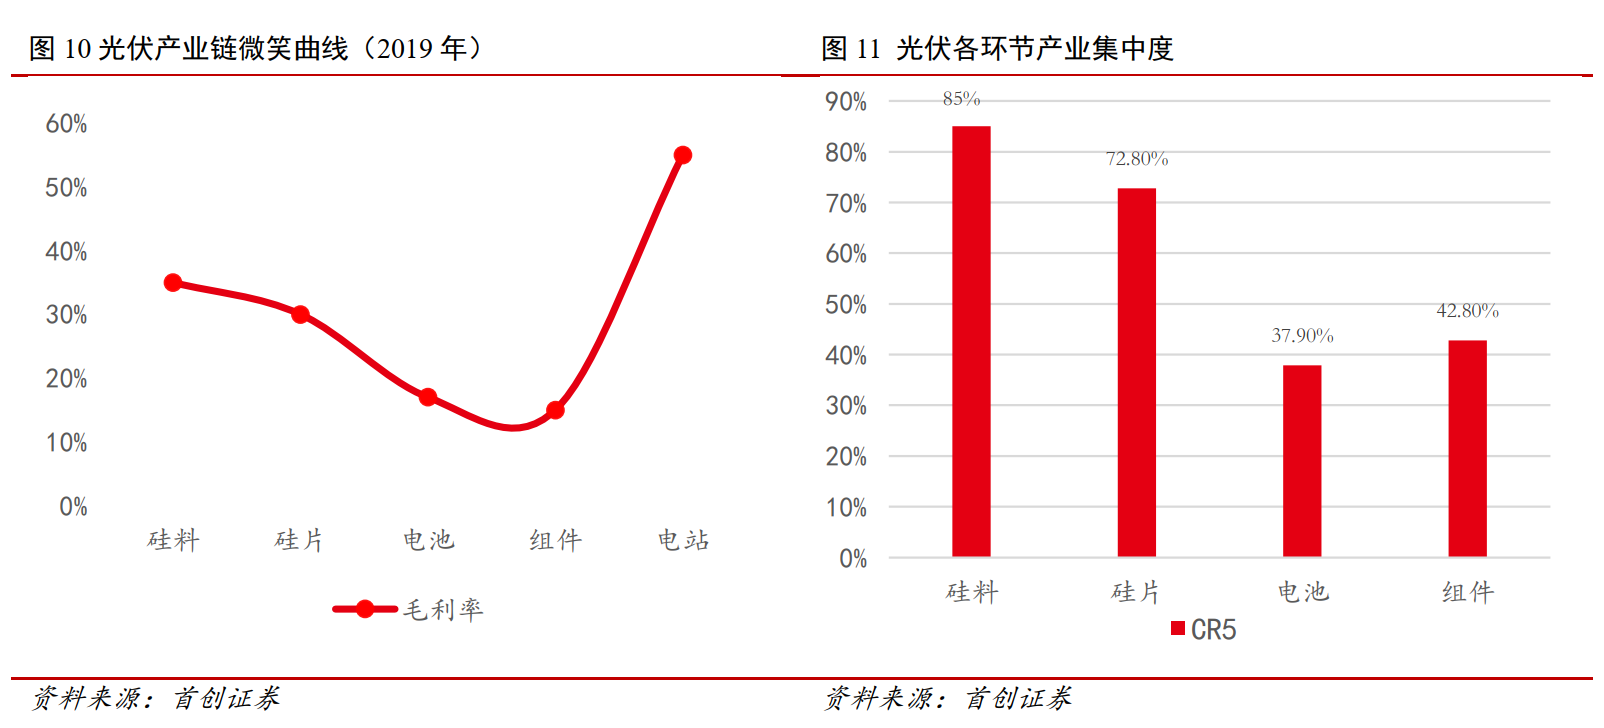 图 10 光伏产业链微笑曲线（2019 年）
60%
50%
40%
30%
20%
10%
0%
硅料 硅片 电池 组件 电站
毛利率
资料来源：首创证券
图 11 光伏各环节产业集中度
90%
80%
70%
60%
50%
40%
30%
20%
10%
0%
85%
72.80%
37.90%
42.80%
硅料 硅片 电池 组件
CR5
资料来源：首创证券